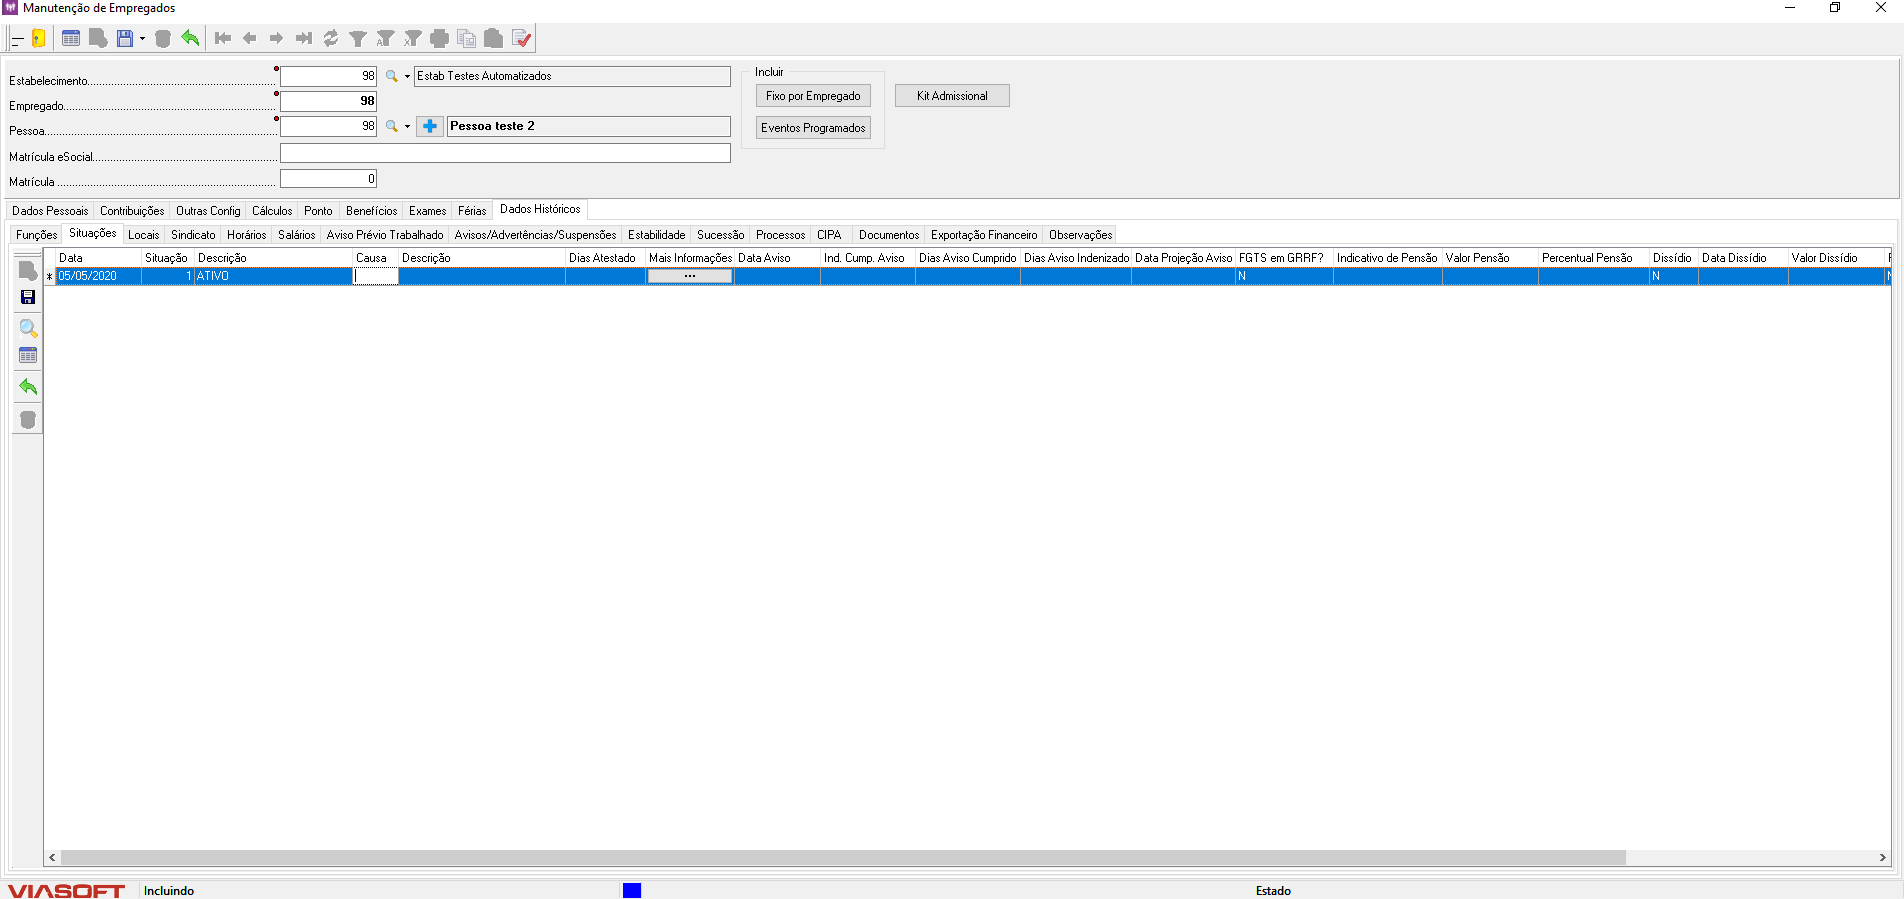 Manutenção de Empregados
Estabelecimento 98 Estab Testes Automatizados
Empregado 98
Pessoa 98 Pessoa teste 2
Matrícula eSocial
Matrícula 0
Incluir
Fixo por Empregado
Eventos Programados
Kit Admissional
Dados Pessoais Contribuições Outras Config Cálculos Ponto Benefícios Exames Férias Dados Históricos
Funções Situações Locais Sindicato Horários Salários Aviso Prévio Trabalhado Avisos/Advertências/Suspensões Estabilidade Sucessão Processos CIPA Documentos Exportação Financeiro Observações
Data Situação Descrição Causa Descrição Dias Atestado Mais Informações Data Aviso Ind. Cump. Aviso Dias Aviso Cumprido Dias Aviso Indenizado Data Projeção Aviso FGTS em GRRF? Indicativo de Pensão Valor Pensão Percentual Pensão Dissídio Data Dissídio Valor Dissídio
* 05/05/2020 1 ATIVO ... N N
VIASOFT Incluindo Estado